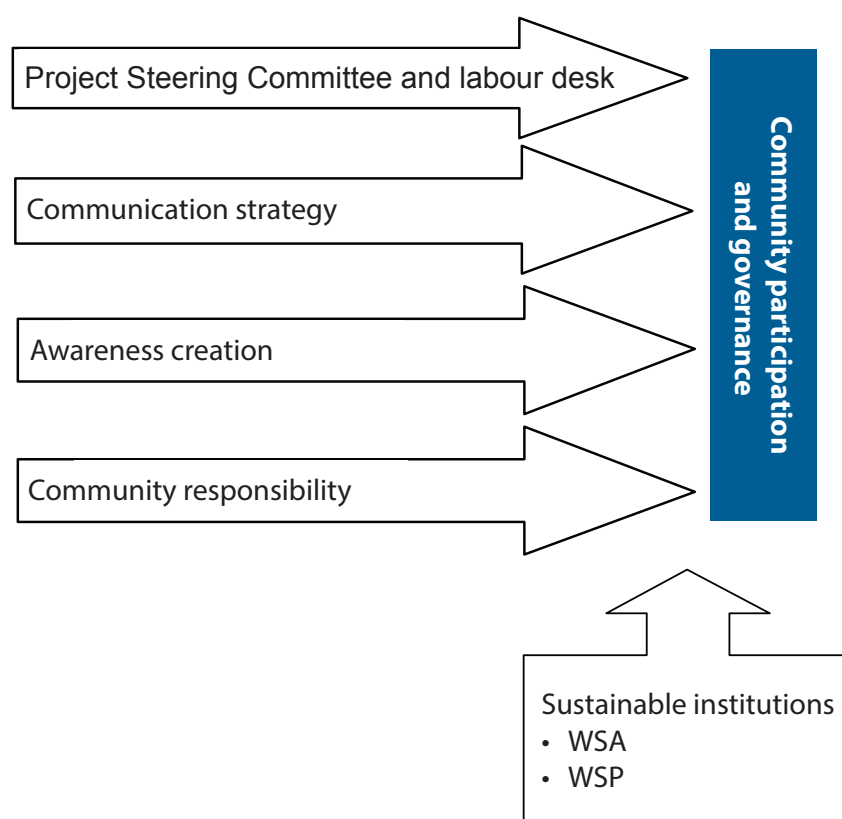 Project Steering Committee and labour desk
Communication strategy
Awareness creation
Community responsibility
Community participation
and governance
Sustainable institutions
• WSA
• WSP